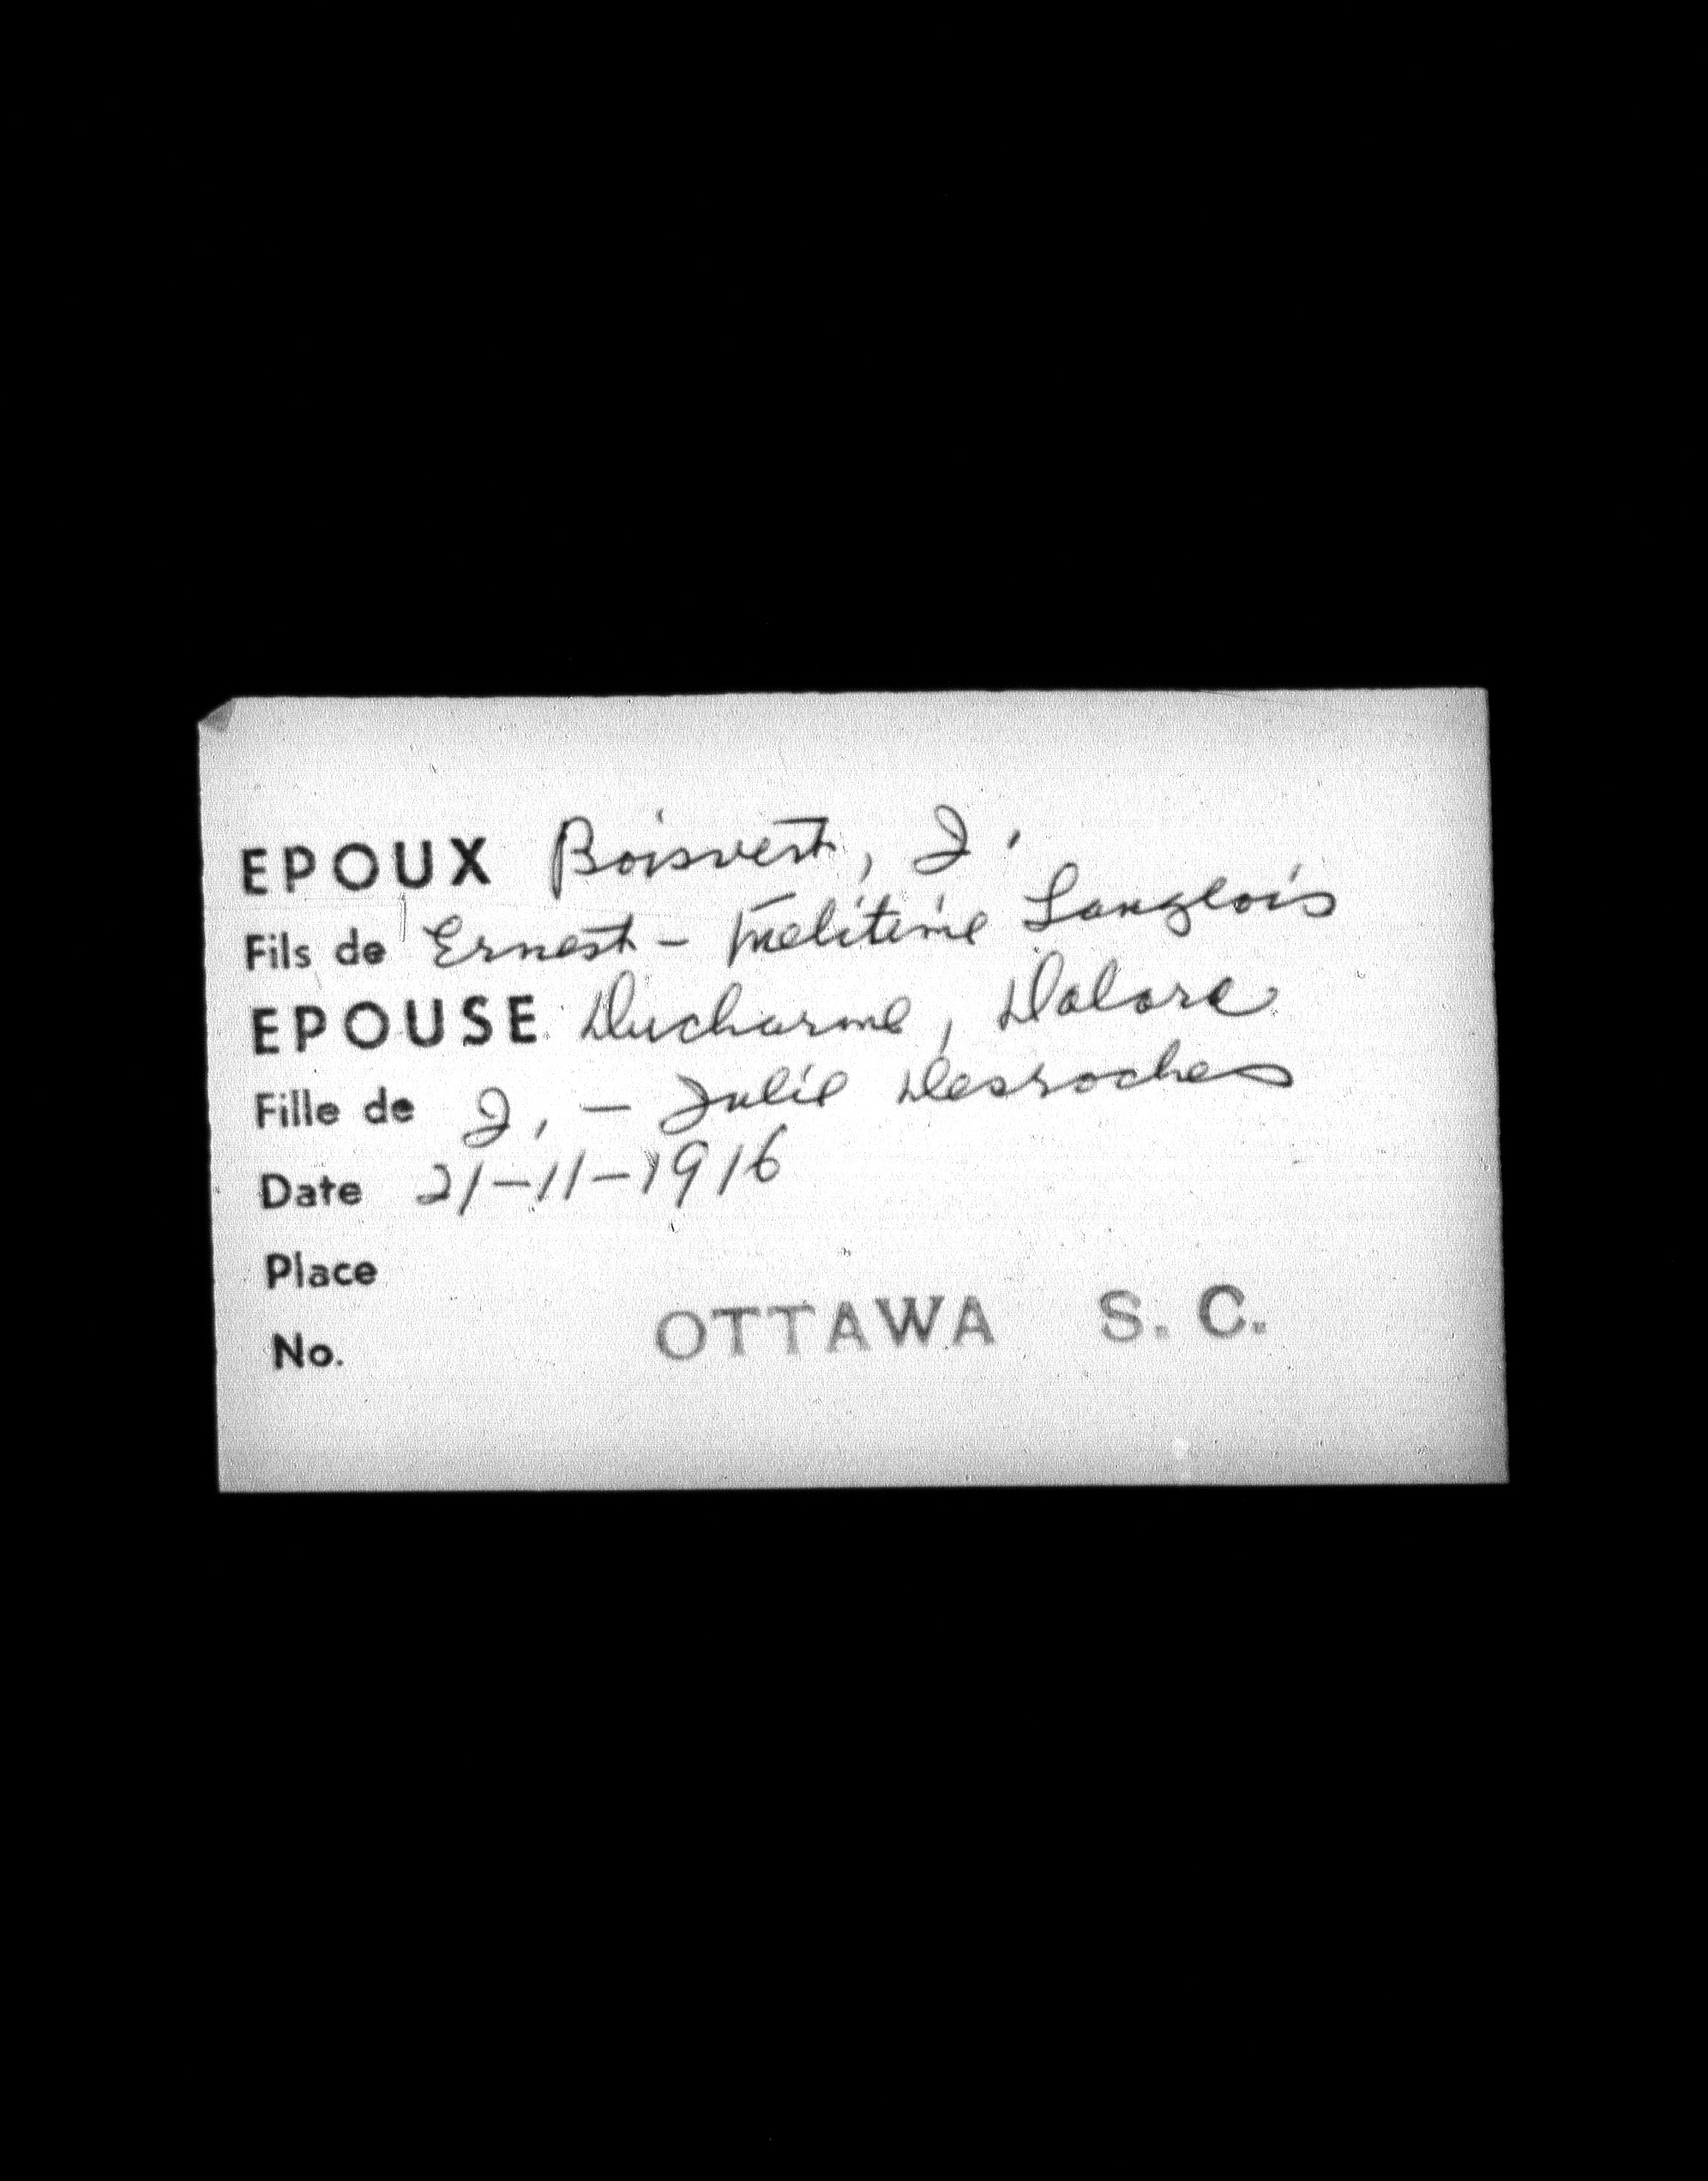 EPOUX Boisvert, J.
Fils de Ernest - Melitine Langlois
EPOUSE Ducharme, Dolore
Fille de J. - Julie Desroches
Date 21-11-1916
Place
OTTAWA S. C.
No.